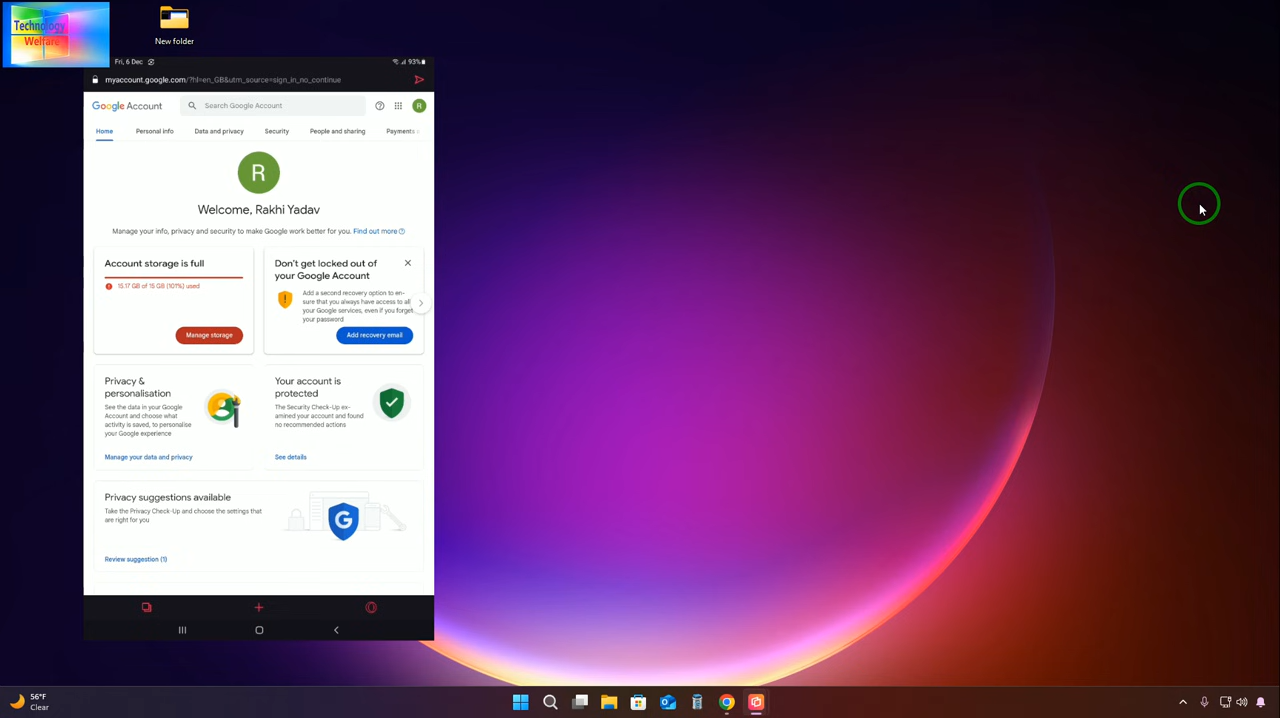 Technology
Welfare
New folder
Fri, 6 Dec
93%
myaccount.google.com/?hl=en_GB&utm_source=sign_in_no_continue
Google Account
Search Google Account
R
Home
Personal info
Data and privacy
Security
People and sharing
Payments
R
Welcome, Rakhi Yadav
Manage your info, privacy and security to make Google work better for you. Find out more
Account storage is full
15.17 GB of 15 GB (101%) used
Manage storage
Don't get locked out of
your Google Account
Add a second recovery option to en-
sure that you always have access to all
your Google services, even if you forget
your password
Add recovery email
Privacy &
personalisation
See the data in your Google
Account and choose what
activity is saved, to personalise
your Google experience
Manage your data and privacy
Your account is
protected
The Security Check-Up ex-
amined your account and found
no recommended actions
See details
Privacy suggestions available
Take the Privacy Check-Up and choose the settings that
are right for you
G
Review suggestion (1)
56°F
Clear